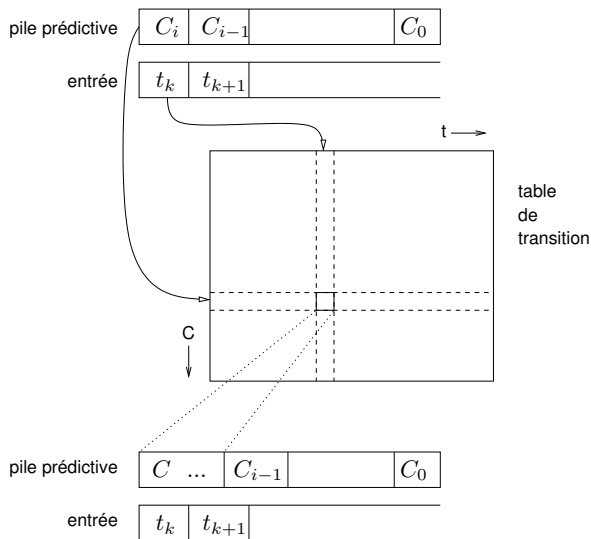 pile prédictive C_i C_{i-1} C_0
entrée t_k t_{k+1}
t
table
de
transition
C
pile prédictive C ... C_{i-1} C_0
entrée t_k t_{k+1}